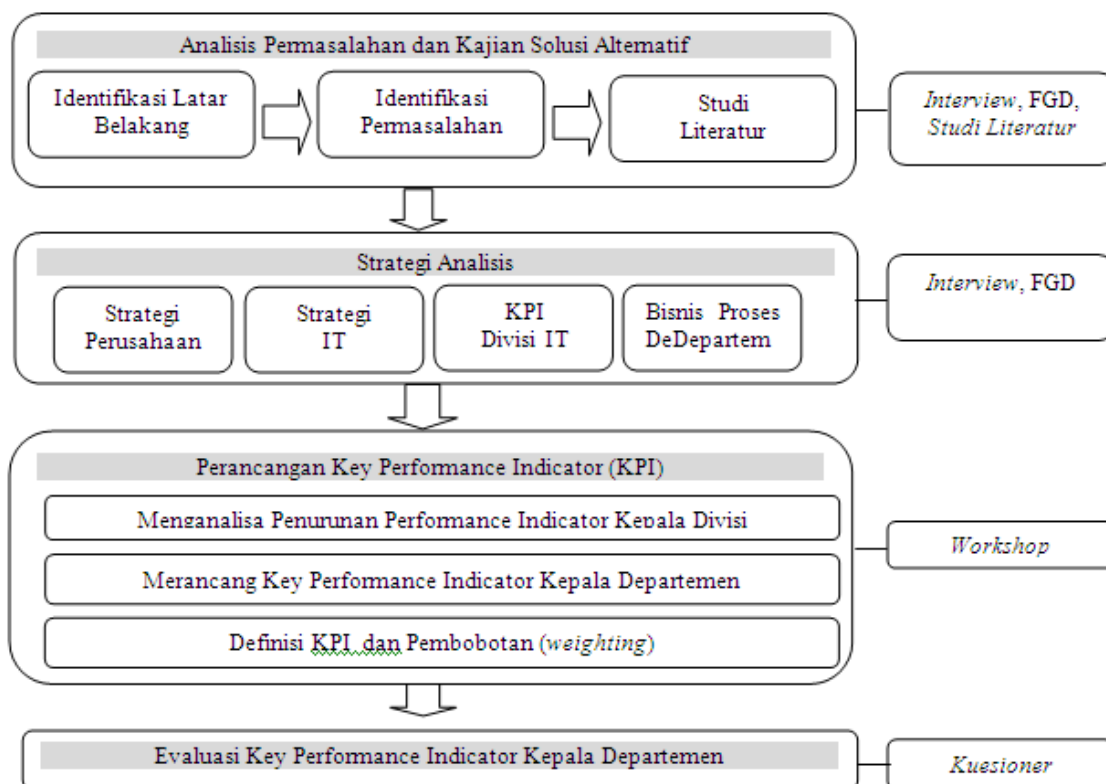 Analisis Permasalahan dan Kajian Solusi Alternatif
Identifikasi Latar
Belakang
Identifikasi
Permasalahan
Studi
Literatur
Interview, FGD,
Studi Literatur
Strategi Analisis
Strategi
Perusahaan
Strategi
IT
KPI
Divisi IT
Bisnis Proses
DeDepartem
Interview, FGD
Perancangan Key Performance Indicator (KPI)
Menganalisa Penurunan Performance Indicator Kepala Divisi
Merancang Key Performance Indicator Kepala Departemen
Definisi KPI dan Pembobotan (weighting)
Workshop
Evaluasi Key Performance Indicator Kepala Departemen
Kuesioner